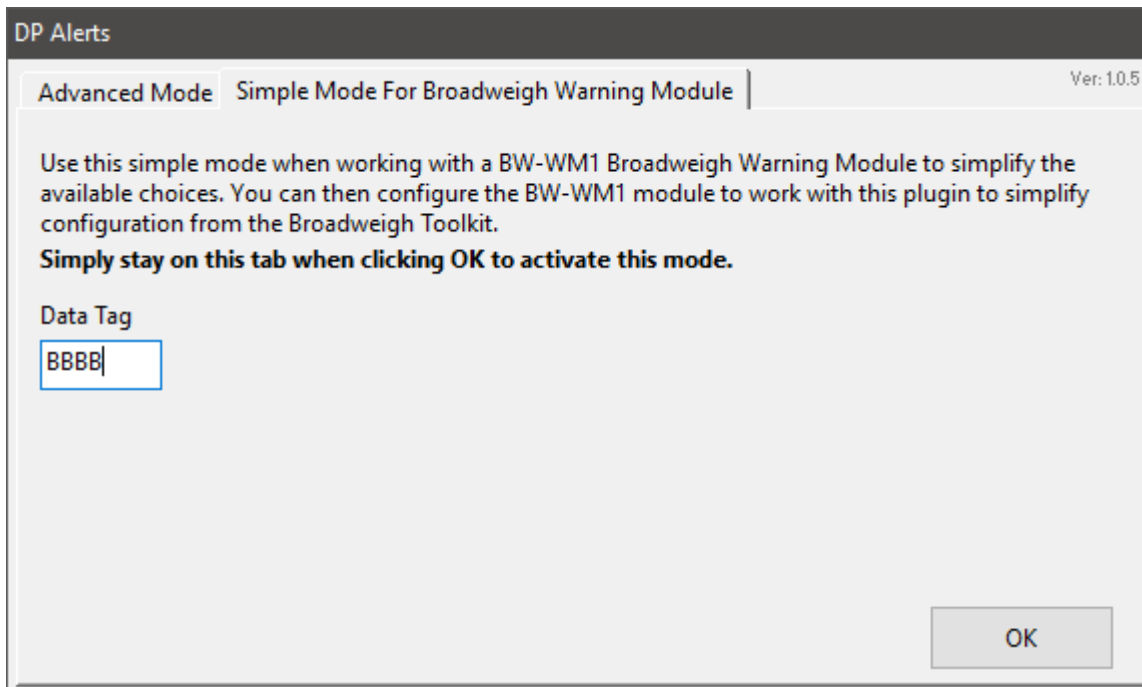 DP Alerts
Advanced Mode
Simple Mode For Broadweigh Warning Module
Ver: 1.0.5
Use this simple mode when working with a BW-WM1 Broadweigh Warning Module to simplify the
available choices. You can then configure the BW-WM1 module to work with this plugin to simplify
configuration from the Broadweigh Toolkit.
Simply stay on this tab when clicking OK to activate this mode.
Data Tag
BBBB
OK